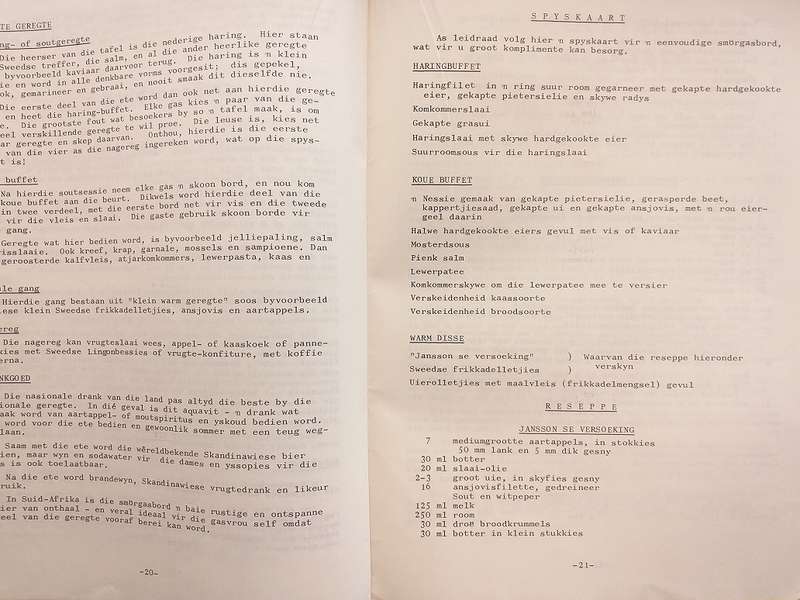 TE GEREGTE
ng- of soutgeregte
Die heerser van die tafel is die nederige haring. Hier staan
Sweedse treffer, die salm, en al die ander heerlike geregte
byvoorbeeld kaviaar daarvoor terug. Die haring is 'n klein
ie en word in alle denkbare vorms voorgesit; dis gepekel,
ok, gemarineer en gebraai, en nooit smaak dit dieselfde nie.
Die eerste deel van die ete word dan ook net aan hierdie geregte
en heet die haring-buffet. Elke gas kies 'n paar van die ge-
e. Die grootste fout wat besoekers by so 'n tafel maak, is om
eel verskillende geregte te wil proe. Die leuse is, kies net
ar geregte en skep daarvan. Onthou, hierdie is die eerste
van die vier as die nagereg ingereken word, wat op die spys-
t is!
buffet
Na hierdie soutsessie neem elke gas 'n skoon bord, en nou kom
koue buffet aan die beurt. Dikwels word hierdie deel van die
in twee verdeel, met die eerste bord net vir vis en die tweede
vir die vleis en slaai. Die gaste gebruik skoon borde vir
gang.
Geregte wat hier bedien word, is byvoorbeeld jelliepaling, salm
isslaaie. Ook kreef, krap, garnale, mossels en sampioene. Dan
geroosterde kalfvleis, atjarkomkommers, lewerpasta, kaas en
le gang
Hierdie gang bestaan uit "klein warm geregte" soos byvoorbeeld
ese klein Sweedse frikkadelletjies, ansjovis en aartappels.
ereg
Die nagereg kan vrugteslaai wees, appel- of kaaskoek of panne-
kies met Sweedse Lingonbessies of vrugte-konfiture, met koffie
erna.
NKGOED
Die nasionale drank van die land pas altyd die beste by die
ionale geregte. In dié geval is dit aquavit - 'n drank wat
aak word van aartappel- of moutspiritus en yskoud bedien word.
word voor die ete bedien en gewoonlik sommer met een teug weg-
laan.
Saam met die ete word die wêreldbekende Skandinawiese bier
ien, maar wyn en sodawater vir die dames en yssopies vir die
s is ook toelaatbaar.
Na die ete word brandewyn, Skandinawiese vrugtedrank en likeur
ruik.
In Suid-Afrika is die smörgasbord 'n baie rustige en ontspanne
ier van onthaal - en veral ideaal vir die gasvrou self omdat
eel van die geregte vooraf berei kan word.
-20-
SPYSKAART
As leidraad volg hier 'n spyskaart vir 'n eenvoudige smörgasbord,
wat vir u groot komplimente kan besorg.
HARINGBUFFET
Haringfilet in 'n ring suur room gegarneer met gekapte hardgekookte
eier, gekapte pietersielie en skywe radys
Komkommerslaai
Gekapte grasui
Haringslaai met skywe hardgekookte eier
Suurroomsous vir die haringslaai
KOUE BUFFET
'n Nessie gemaak van gekapte pietersielie, gerasperde beet,
kappertjiesaad, gekapte ui en gekapte ansjovis, met 'n rou eier-
geel daarin
Halwe hardgekookte eiers gevul met vis of kaviaar
Mosterdsous
Pienk salm
Lewerpatee
Komkommerskywe om die lewerpatee mee te versier
Verskeidenheid kaassoorte
Verskeidenheid broodsoorte
WARM DISSE
"Jansson se versoeking" ) Waarvan die reseppe hieronder
Sweedse frikkadelletjies ) verskyn
Uierolletjies met maalvleis (frikkadelmengsel) gevul
RESEPPE
JANSSON SE VERSOEKING
7 mediumgrootte aartappels, in stokkies
50 mm lank en 5 mm dik gesny
30 ml botter
20 ml slaai-olie
2-3 groot uie, in skyfies gesny
16 ansjovisfilette, gedreineer
Sout en witpeper
125 ml melk
250 ml room
30 ml droë broodkrummels
30 ml botter in klein stukkies
-21-